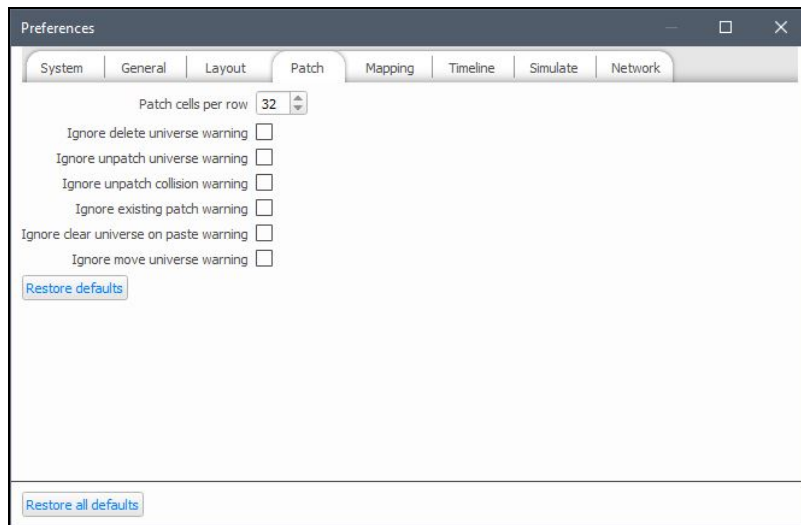 Preferences
System General Layout Patch Mapping Timeline Simulate Network
Patch cells per row 32
Ignore delete universe warning
Ignore unpatch universe warning
Ignore unpatch collision warning
Ignore existing patch warning
Ignore clear universe on paste warning
Ignore move universe warning
Restore defaults
Restore all defaults